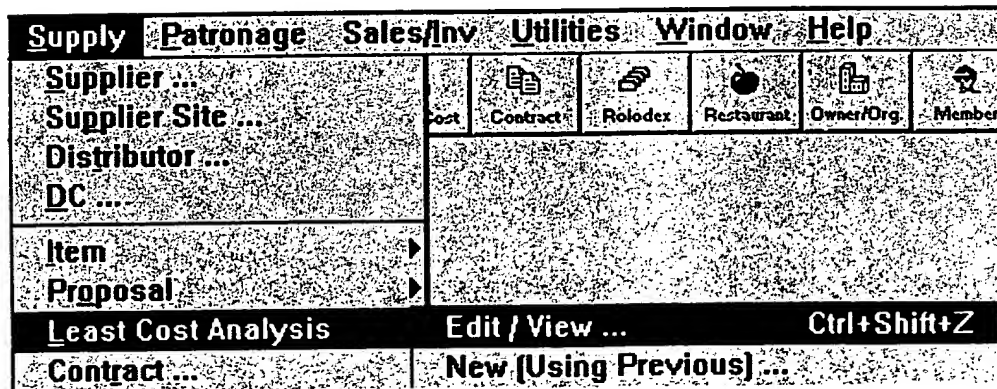 Supply Patronage Sales/Inv Utilities Window Help
Supplier ...
Supplier Site ...
Distributor ...
DC ...
Item
Proposal
Least Cost Analysis
Contract ...
Cost Contract Rolodex Restaurant Owner/Org. Member
Edit / View ... Ctrl+Shift+Z
New (Using Previous) ...